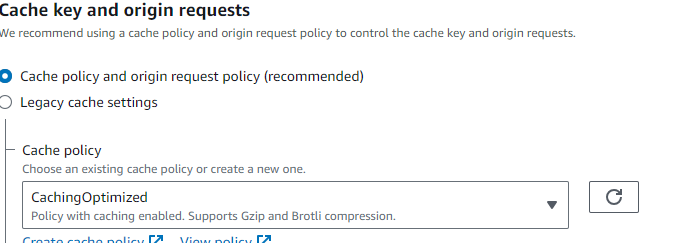 Cache key and origin requests
We recommend using a cache policy and origin request policy to control the cache key and origin requests.
Cache policy and origin request policy (recommended)
Legacy cache settings
Cache policy
Choose an existing cache policy or create a new one.
CachingOptimized
Policy with caching enabled. Supports Gzip and Brotli compression.
Create cache policy View policy